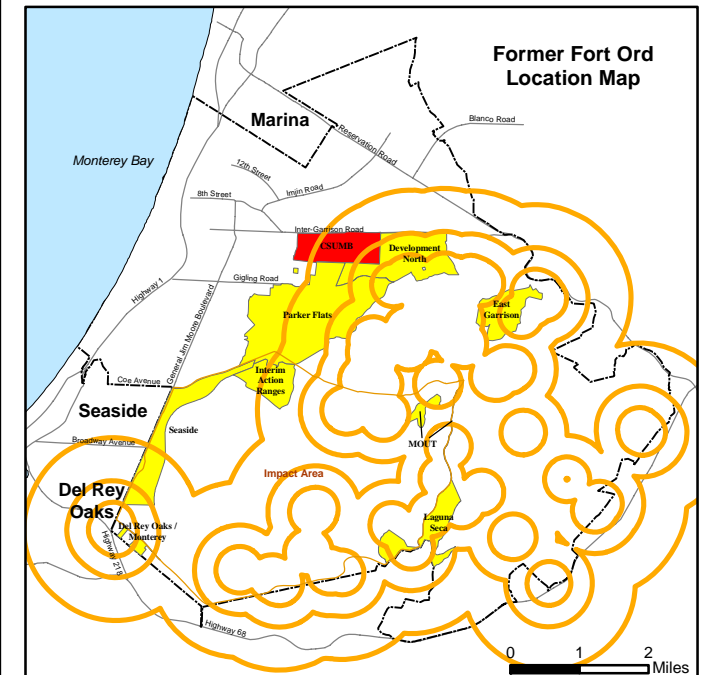 Former Fort Ord
Location Map
Marina
Blanco Road
Reservation Road
Monterey Bay
12th Street
Imjin Road
8th Street
Inter-Garrison Road
CSUMB
Development
North
Gigling Road
Highway 1
General Jim Moore Boulevard
East
Garrison
Parker Flats
Coe Avenue
Interim
Action
Ranges
Seaside
Seaside
Broadway Avenue
MOUT
Impact Area
Del Rey
Oaks
Laguna
Seca
Del Rey Oaks /
Monterey
Highway 218
Highway 68
0 1 2
Miles